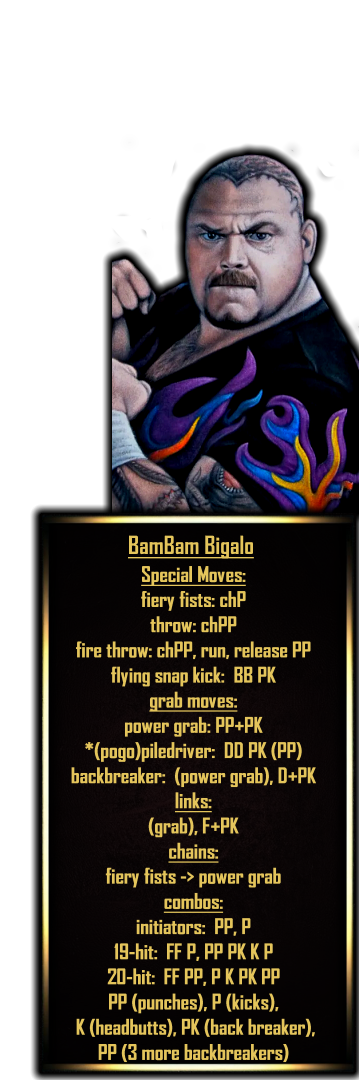 BamBam Bigalo
Special Moves:
fiery fists: chP
throw: chPP
fire throw: chPP, run, release PP
flying snap kick: BB PK
grab moves:
power grab: PP+PK
*(pogo)piledriver: DD PK (PP)
backbreaker: (power grab), D+PK
links:
(grab), F+PK
chains:
fiery fists -> power grab
combos:
initiators: PP, P
19-hit: FF P, PP PK K P
20-hit: FF PP, P K PK PP
PP (punches), P (kicks),
K (headbutts), PK (back breaker),
PP (3 more backbreakers)